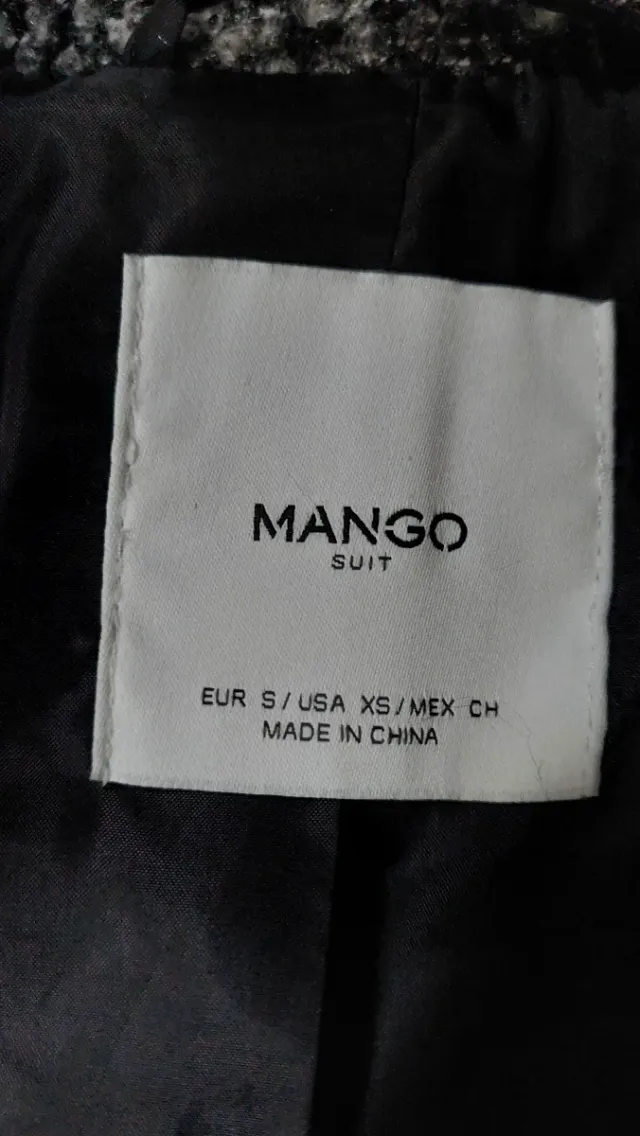 MANGO
SUIT
EUR S/USA XS/MEX CH
MADE IN CHINA